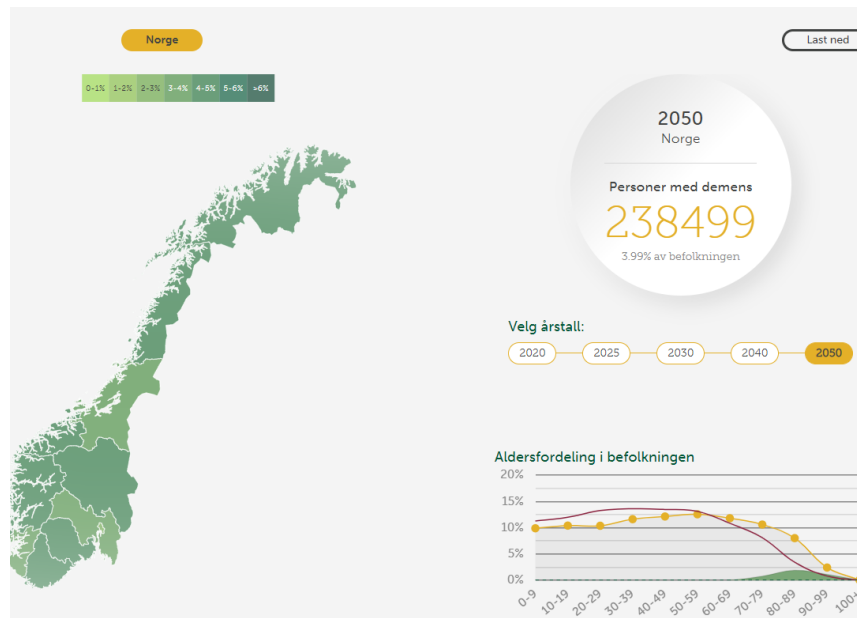 Norge
Last ned
0-1% 1-2% 2-3% 3-4% 4-5% 5-6% >6%
2050
Norge
Personer med demens
238499
3.99% av befolkningen
Velg årstall:
2020 2025 2030 2040 2050
Aldersfordeling i befolkningen
20%
15%
10%
5%
0%
0-9 10-19 20-29 30-39 40-49 50-59 60-69 70-79 80-89 90-99 100+